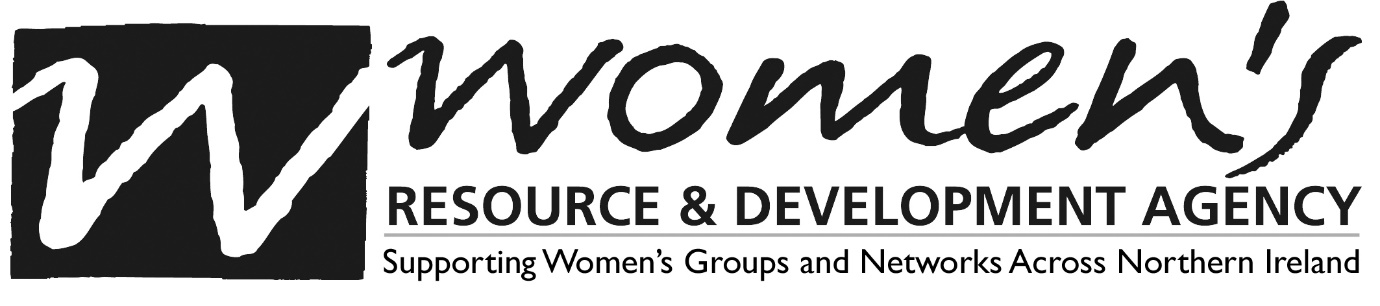 W women's
RESOURCE & DEVELOPMENT AGENCY
Supporting Women's Groups and Networks Across Northern Ireland